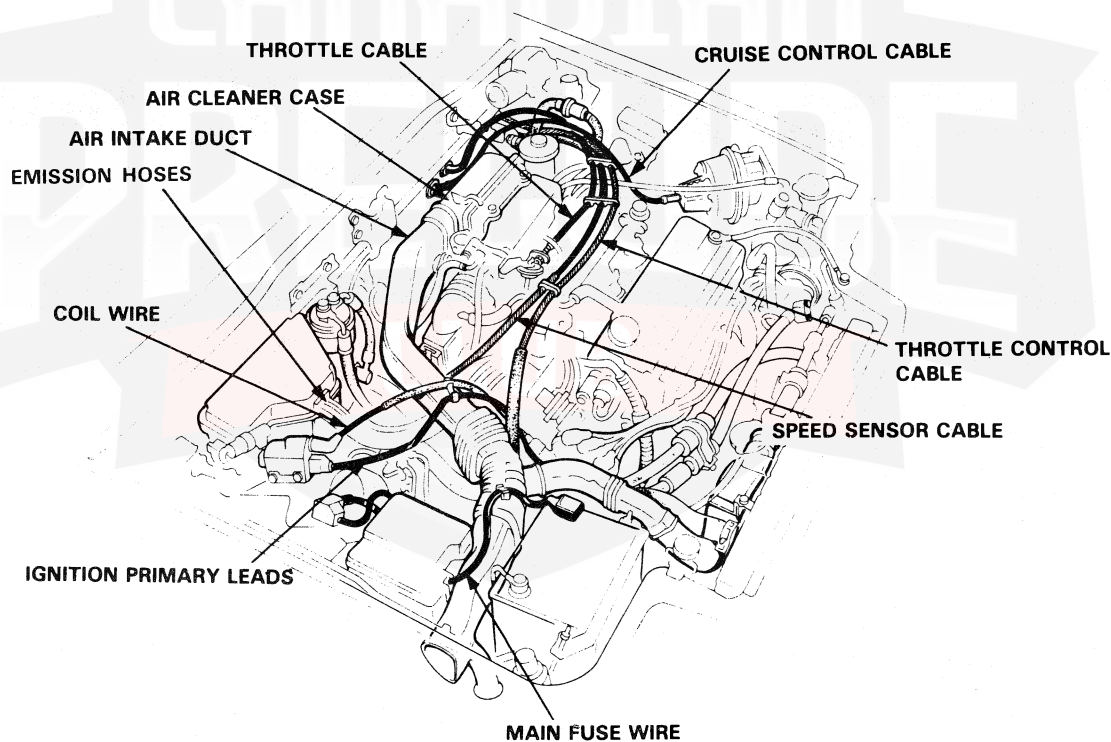 THROTTLE CABLE
CRUISE CONTROL CABLE
AIR CLEANER CASE
AIR INTAKE DUCT
EMISSION HOSES
COIL WIRE
THROTTLE CONTROL
CABLE
SPEED SENSOR CABLE
IGNITION PRIMARY LEADS
MAIN FUSE WIRE